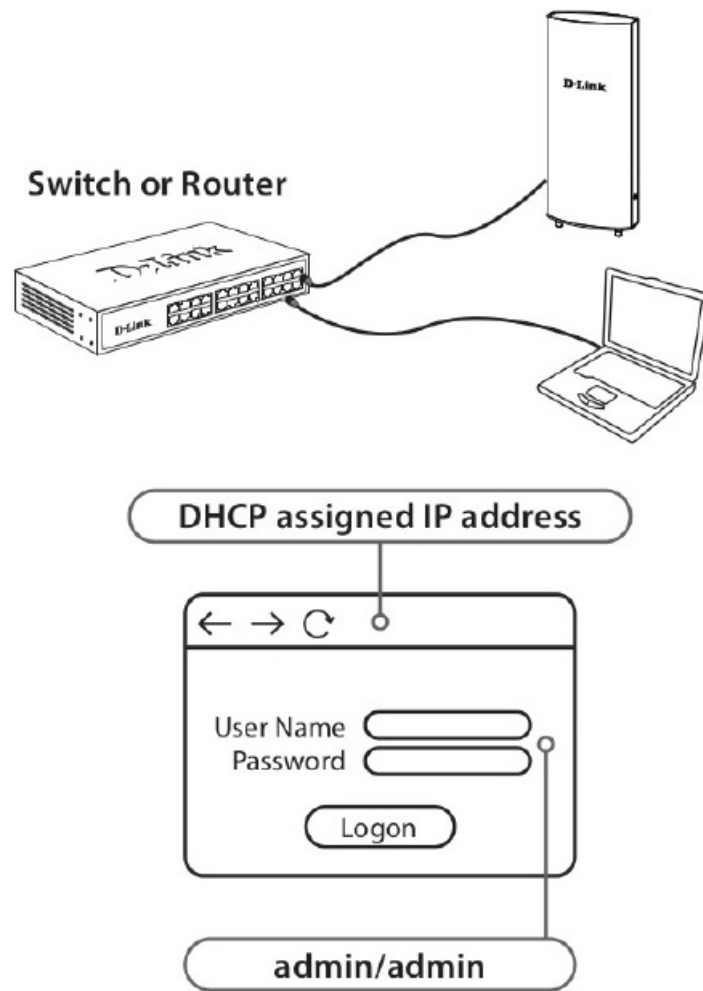 D-Link
Switch or Router
D-Link
D-Link
DHCP assigned IP address
User Name
Password
Logon
admin/admin